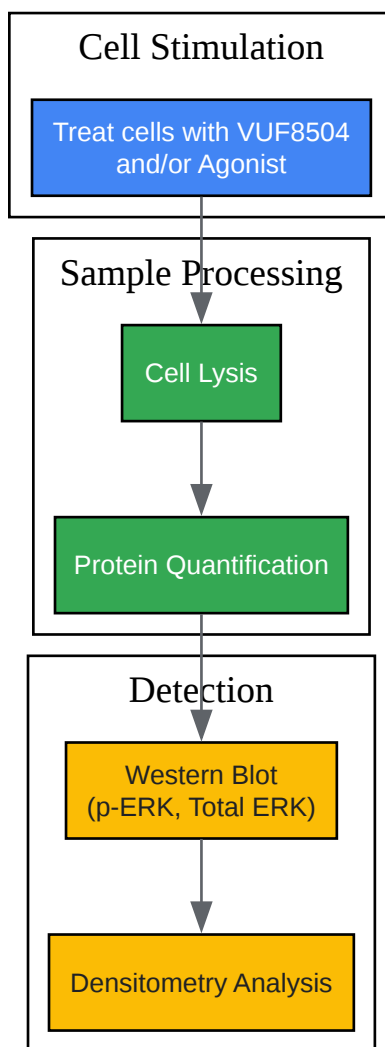 Cell Stimulation
Treat cells with VUF8504
and/or Agonist
Sample Processing
Cell Lysis
Protein Quantification
Detection
Western Blot
(p-ERK, Total ERK)
Densitometry Analysis